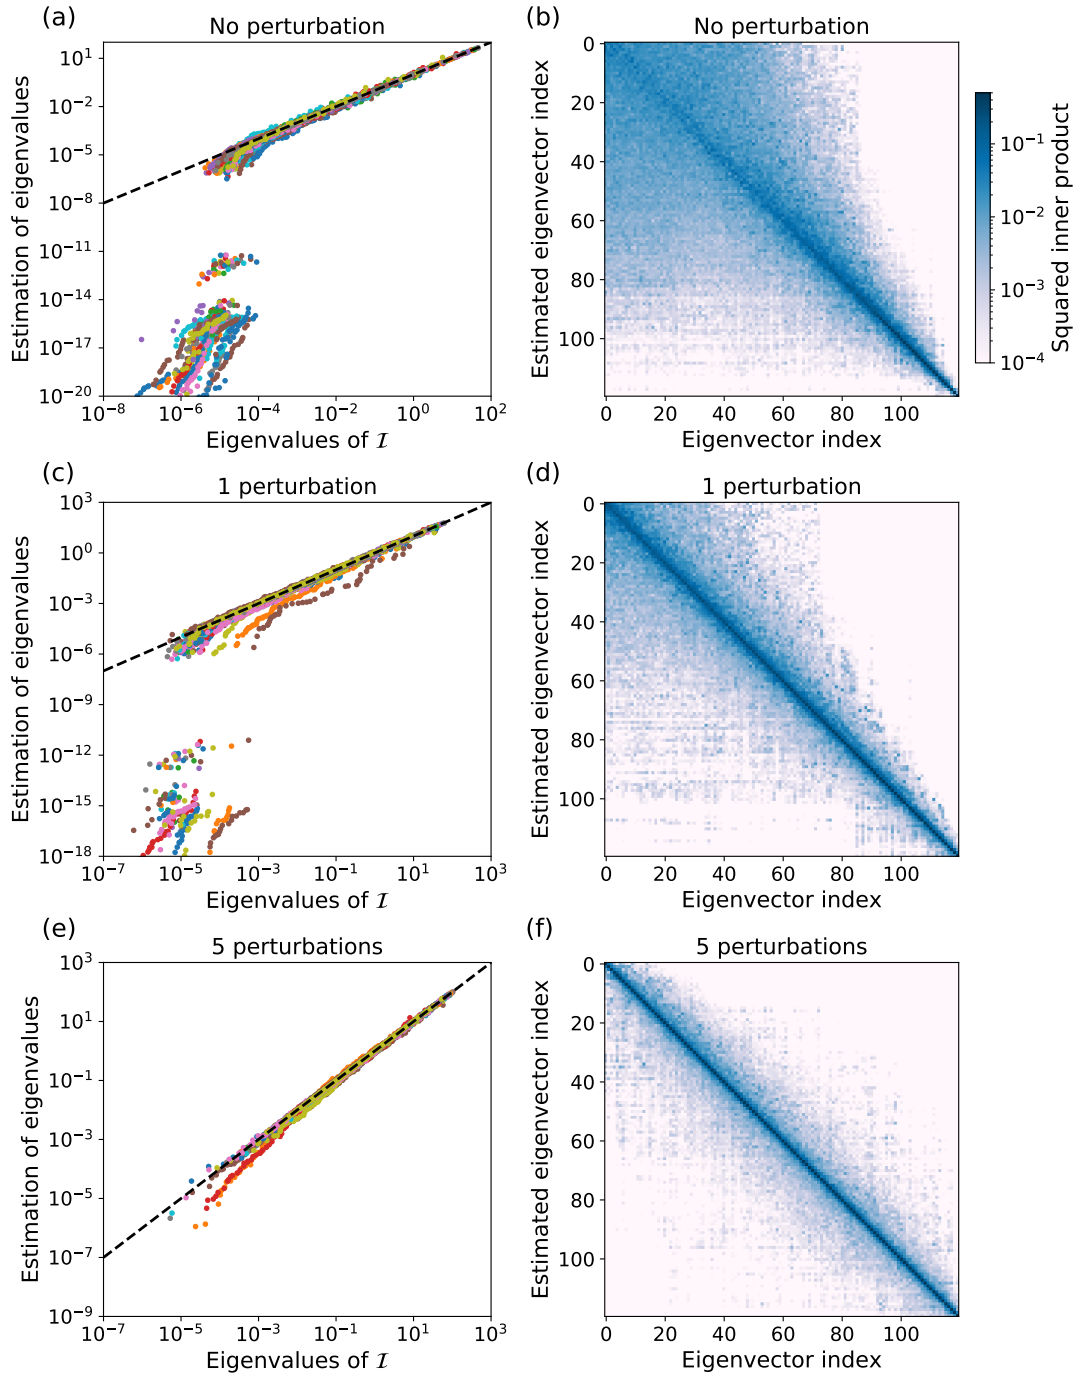 (a)
No perturbation
Estimation of eigenvalues
10^1
10^−2
10^−5
10^−8
10^−11
10^−14
10^−17
10^−20
10^−8 10^−6 10^−4 10^−2 10^0 10^2
Eigenvalues of 𝓘
(b)
No perturbation
Estimated eigenvector index
0
20
40
60
80
100
0 20 40 60 80 100
Eigenvector index
10^−1
10^−2
10^−3
10^−4
Squared inner product
(c)
1 perturbation
Estimation of eigenvalues
10^3
10^0
10^−3
10^−6
10^−9
10^−12
10^−15
10^−18
10^−7 10^−5 10^−3 10^−1 10^1 10^3
Eigenvalues of 𝓘
(d)
1 perturbation
Estimated eigenvector index
0
20
40
60
80
100
0 20 40 60 80 100
Eigenvector index
(e)
5 perturbations
Estimation of eigenvalues
10^3
10^1
10^−1
10^−3
10^−5
10^−7
10^−9
10^−7 10^−5 10^−3 10^−1 10^1 10^3
Eigenvalues of 𝓘
(f)
5 perturbations
Estimated eigenvector index
0
20
40
60
80
100
0 20 40 60 80 100
Eigenvector index